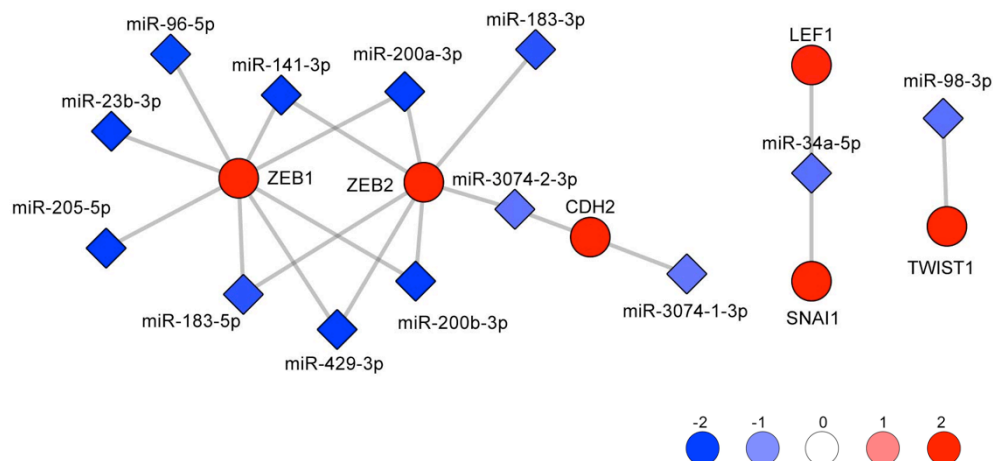 miR-96-5p
miR-183-3p
miR-141-3p
miR-200a-3p
miR-23b-3p
LEF1
miR-98-3p
miR-34a-5p
ZEB1
ZEB2
miR-3074-2-3p
CDH2
miR-205-5p
TWIST1
miR-183-5p
miR-200b-3p
miR-3074-1-3p
SNAI1
miR-429-3p
-2 -1 0 1 2